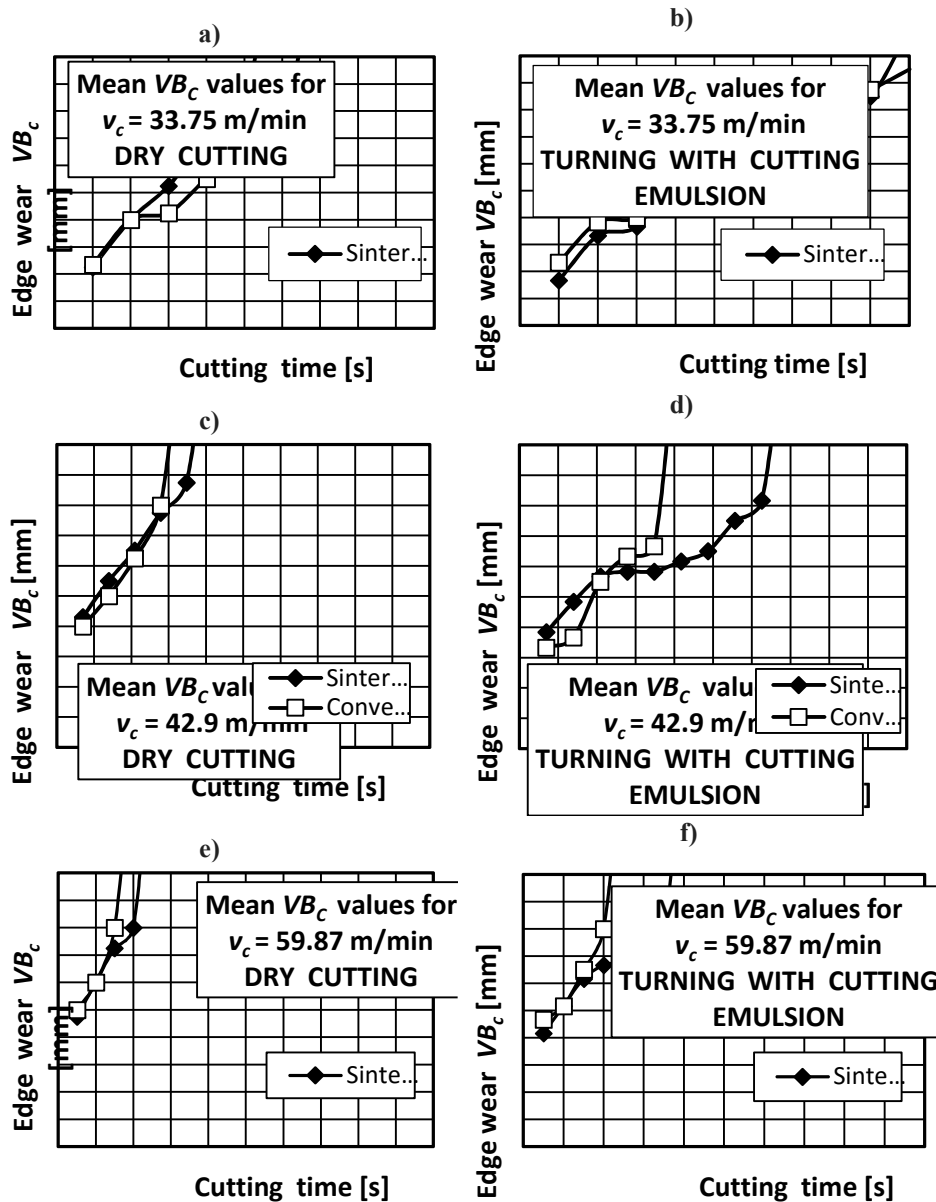 a)
Mean VBC values for
vc = 33.75 m/min
DRY CUTTING
Edge wear VBc
[mm]
Sinter...
Cutting time [s]
b)
Mean VBC values for
vc = 33.75 m/min
TURNING WITH CUTTING
EMULSION
Edge wear VBc [mm]
Sinter...
Cutting time [s]
c)
Edge wear VBc [mm]
Sinter...
Conve...
Mean VBC valu
vc = 42.9 m/min
DRY CUTTING
Cutting time [s]
d)
Edge wear VBc [mm]
Sinte...
Conv...
Mean VBC valu
vc = 42.9 m/
TURNING WITH CUTTING
EMULSION
e)
Mean VBC values for
vc = 59.87 m/min
DRY CUTTING
Edge wear VBc
[mm]
Sinte...
Cutting time [s]
f)
Mean VBC values for
vc = 59.87 m/min
TURNING WITH CUTTING
EMULSION
Edge wear VBc [mm]
Sinte...
Cutting time [s]